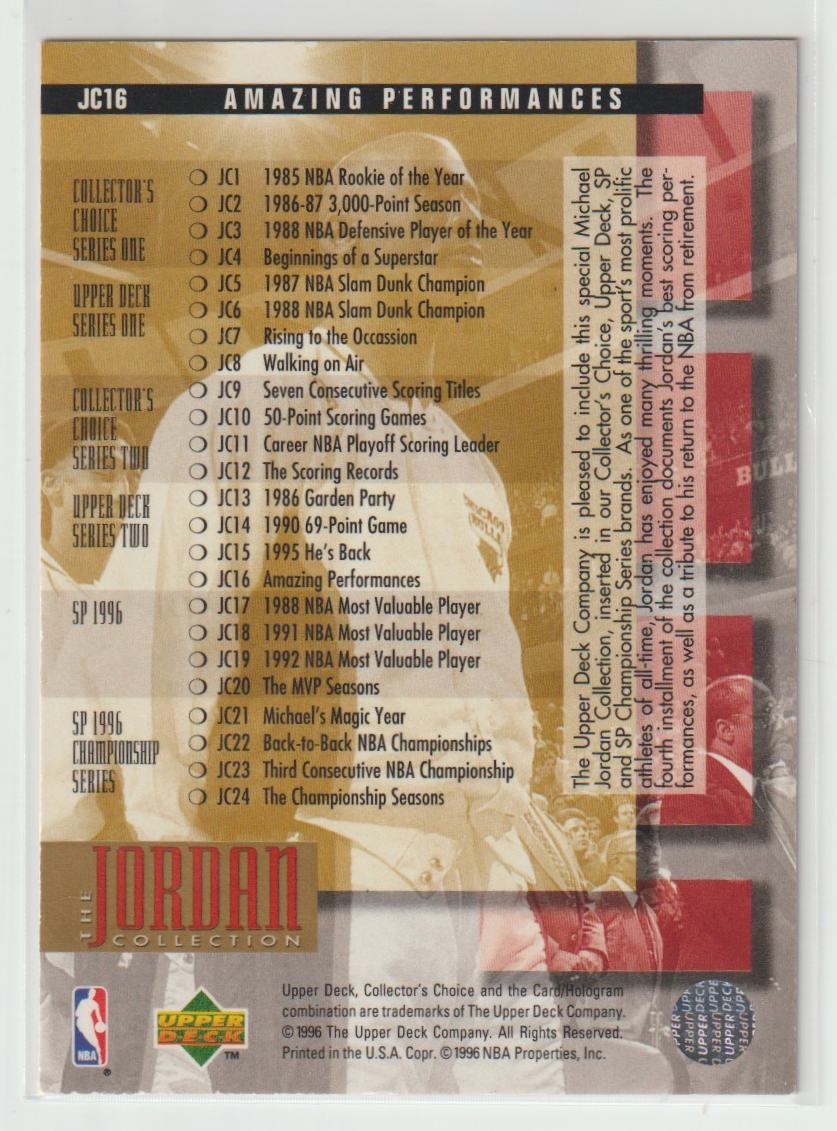 JC16 AMAZING PERFORMANCES
COLLECTOR'S
CHOICE
SERIES ONE
JC1 1985 NBA Rookie of the Year
JC2 1986-87 3,000-Point Season
JC3 1988 NBA Defensive Player of the Year
JC4 Beginnings of a Superstar
UPPER DECK
SERIES ONE
JC5 1987 NBA Slam Dunk Champion
JC6 1988 NBA Slam Dunk Champion
JC7 Rising to the Occassion
JC8 Walking on Air
COLLECTOR'S
CHOICE
SERIES TWO
JC9 Seven Consecutive Scoring Titles
JC10 50-Point Scoring Games
JC11 Career NBA Playoff Scoring Leader
JC12 The Scoring Records
UPPER DECK
SERIES TWO
JC13 1986 Garden Party
JC14 1990 69-Point Game
JC15 1995 He's Back
JC16 Amazing Performances
SP 1996
JC17 1988 NBA Most Valuable Player
JC18 1991 NBA Most Valuable Player
JC19 1992 NBA Most Valuable Player
JC20 The MVP Seasons
SP 1996
CHAMPIONSHIP
SERIES
JC21 Michael's Magic Year
JC22 Back-to-Back NBA Championships
JC23 Third Consecutive NBA Championship
JC24 The Championship Seasons
The Upper Deck Company is pleased to include this special Michael
Jordan Collection, inserted in our Collector's Choice, Upper Deck, SP
and SP Championship Series brands. As one of the sport's most prolific
athletes of all-time, Jordan has enjoyed many thrilling moments. The
fourth installment of the collection documents Jordan's best scoring per-
formances, as well as a tribute to his return to the NBA from retirement.
CHICAGO
BULLS
BULL
THE
JORDAN
COLLECTION
NBA
®
UPPER
DECK
™
Upper Deck, Collector's Choice and the Card/Hologram
combination are trademarks of The Upper Deck Company.
©1996 The Upper Deck Company. All Rights Reserved.
Printed in the U.S.A. Copr. ©1996 NBA Properties, Inc.
UPPER DECK
UPPER DECK